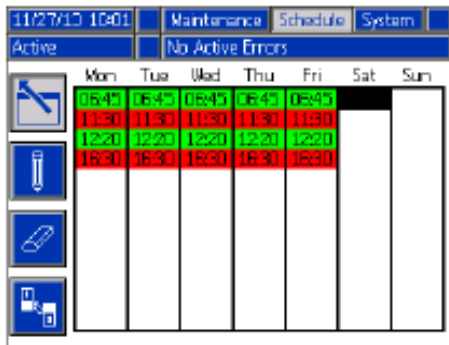 11/27/13 10:01 Maintenance Schedule System
Active No Active Errors
Mon Tue Wed Thu Fri Sat Sun
06:45 06:45 06:45 06:45 06:45
11:30 11:30 11:30 11:30 11:30
12:20 12:20 12:20 12:20 12:20
16:30 16:30 16:30 16:30 16:30